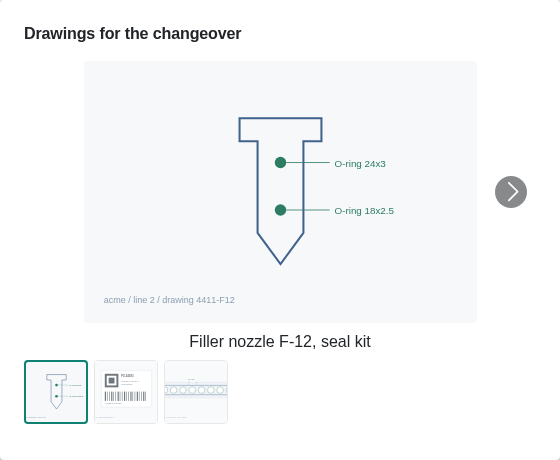 Drawings for the changeover
O-ring 24x3
O-ring 18x2.5
acme / line 2 / drawing 4411-F12
Filler nozzle F-12, seal kit